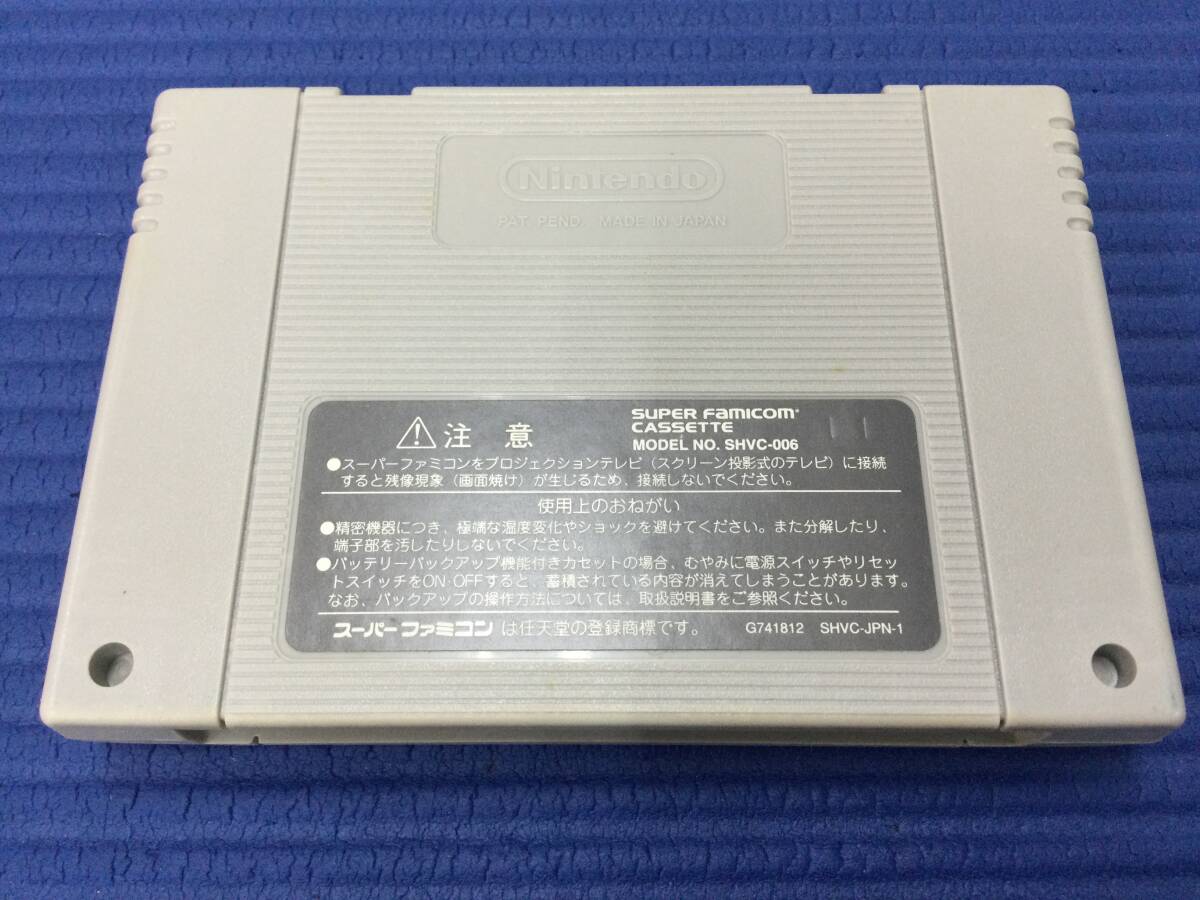 Nintendo
PAT. PEND. MADE IN JAPAN
⚠注意
SUPER FAMICOM
CASSETTE
MODEL NO. SHVC-006
●スーパーファミコンをプロジェクションテレビ(スクリーン投影式のテレビ)に接続
すると残像現象(画面焼け)が生じるため、接続しないでください。
使用上のおねがい
●精密機器につき、極端な温度変化やショックを避けてください。また分解したり、
端子部を汚したりしないでください。
●バッテリーバックアップ機能付きカセットの場合、むやみに電源スイッチやリセッ
トスイッチをON・OFFすると、蓄積されている内容が消えてしまうことがあります。
なお、バックアップの操作方法については、取扱説明書をご参照ください。
スーパーファミコン は任天堂の登録商標です。 G741812 SHVC-JPN-1